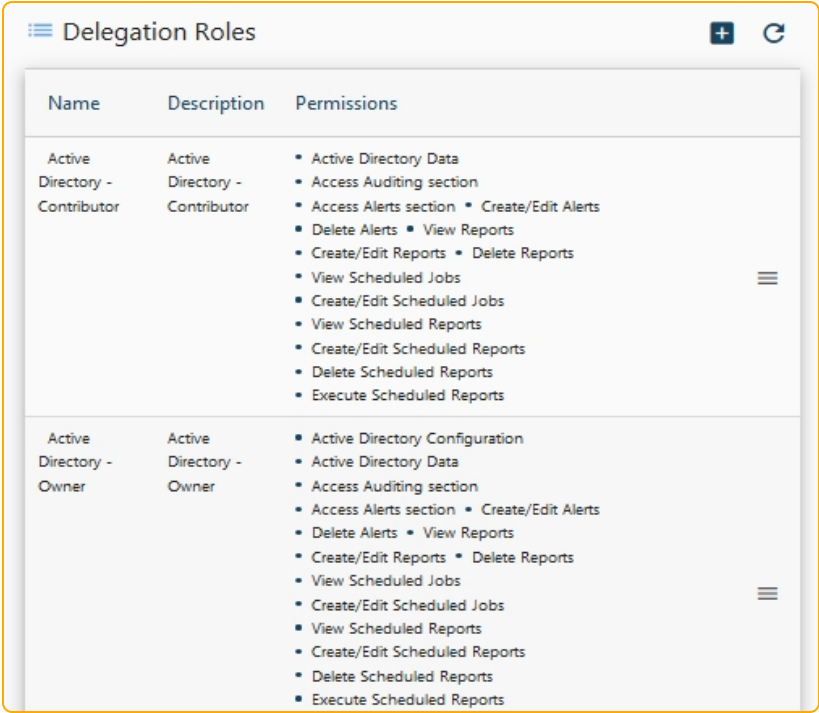 Delegation Roles
Name Description Permissions
Active Active • Active Directory Data
Directory - Directory - • Access Auditing section
Contributor Contributor • Access Alerts section • Create/Edit Alerts
• Delete Alerts • View Reports
• Create/Edit Reports • Delete Reports
• View Scheduled Jobs
• Create/Edit Scheduled Jobs
• View Scheduled Reports
• Create/Edit Scheduled Reports
• Delete Scheduled Reports
• Execute Scheduled Reports
Active Active • Active Directory Configuration
Directory - Directory - • Active Directory Data
Owner Owner • Access Auditing section
• Access Alerts section • Create/Edit Alerts
• Delete Alerts • View Reports
• Create/Edit Reports • Delete Reports
• View Scheduled Jobs
• Create/Edit Scheduled Jobs
• View Scheduled Reports
• Create/Edit Scheduled Reports
• Delete Scheduled Reports
• Execute Scheduled Reports